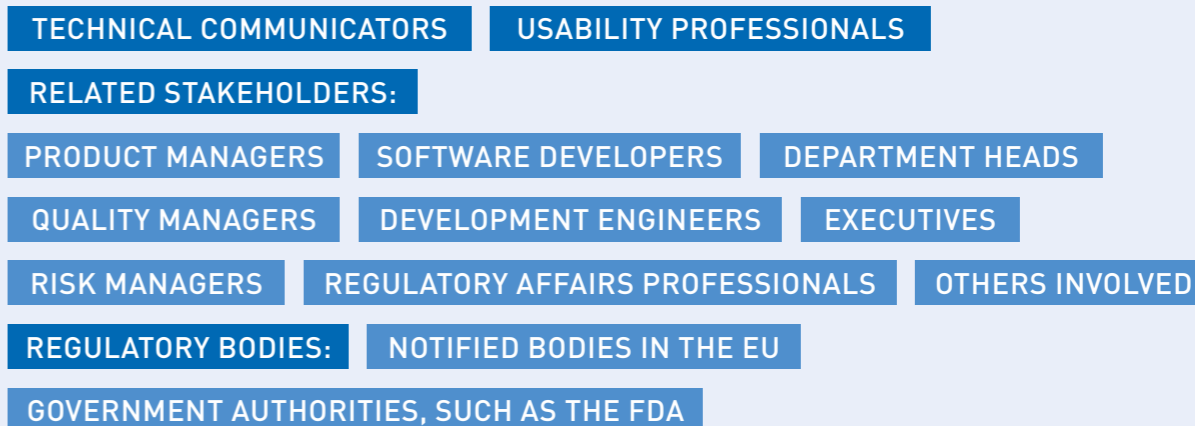 TECHNICAL COMMUNICATORS USABILITY PROFESSIONALS
RELATED STAKEHOLDERS:
PRODUCT MANAGERS SOFTWARE DEVELOPERS DEPARTMENT HEADS
QUALITY MANAGERS DEVELOPMENT ENGINEERS EXECUTIVES
RISK MANAGERS REGULATORY AFFAIRS PROFESSIONALS OTHERS INVOLVED
REGULATORY BODIES: NOTIFIED BODIES IN THE EU
GOVERNMENT AUTHORITIES, SUCH AS THE FDA